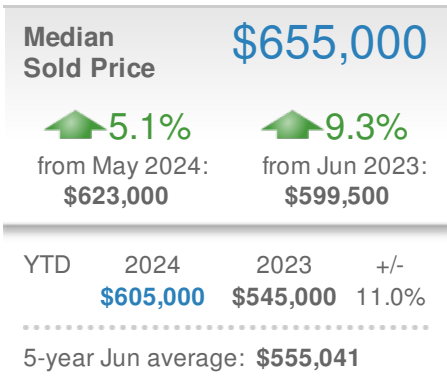 Median
Sold Price
$655,000
5.1%
from May 2024:
$623,000
9.3%
from Jun 2023:
$599,500
YTD 2024 2023 +/-
$605,000 $545,000 11.0%
5-year Jun average: $555,041